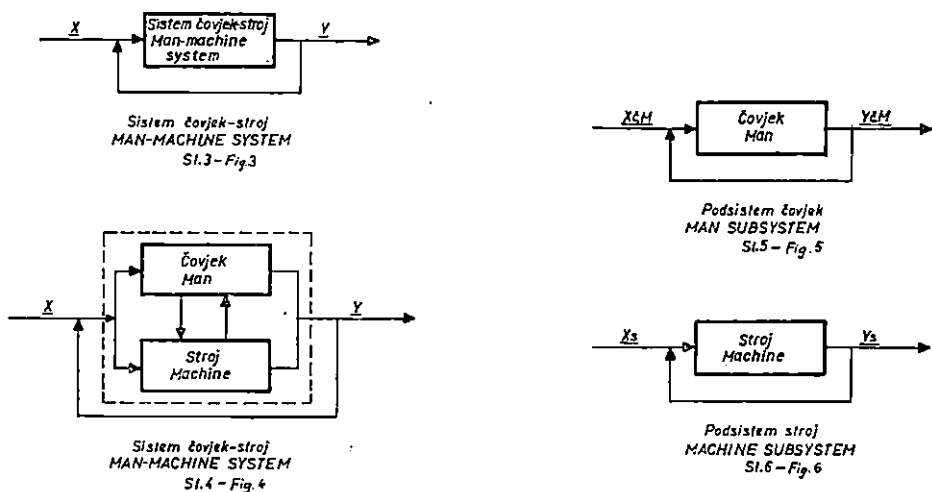 X
Sistem čovjek-stroj
Man-machine
system
Y
Sistem čovjek-stroj
MAN-MACHINE SYSTEM
Sl.3-Fig.3
X
Čovjek
Man
Stroj
Machine
Y
Sistem čovjek-stroj
MAN-MACHINE SYSTEM
Sl.4-Fig.4
XčM
Čovjek
Man
YčM
Podsistem čovjek
MAN SUBSYSTEM
Sl.5-Fig.5
Xs
Stroj
Machine
Ys
Podsistem stroj
MACHINE SUBSYSTEM
Sl.6-Fig.6